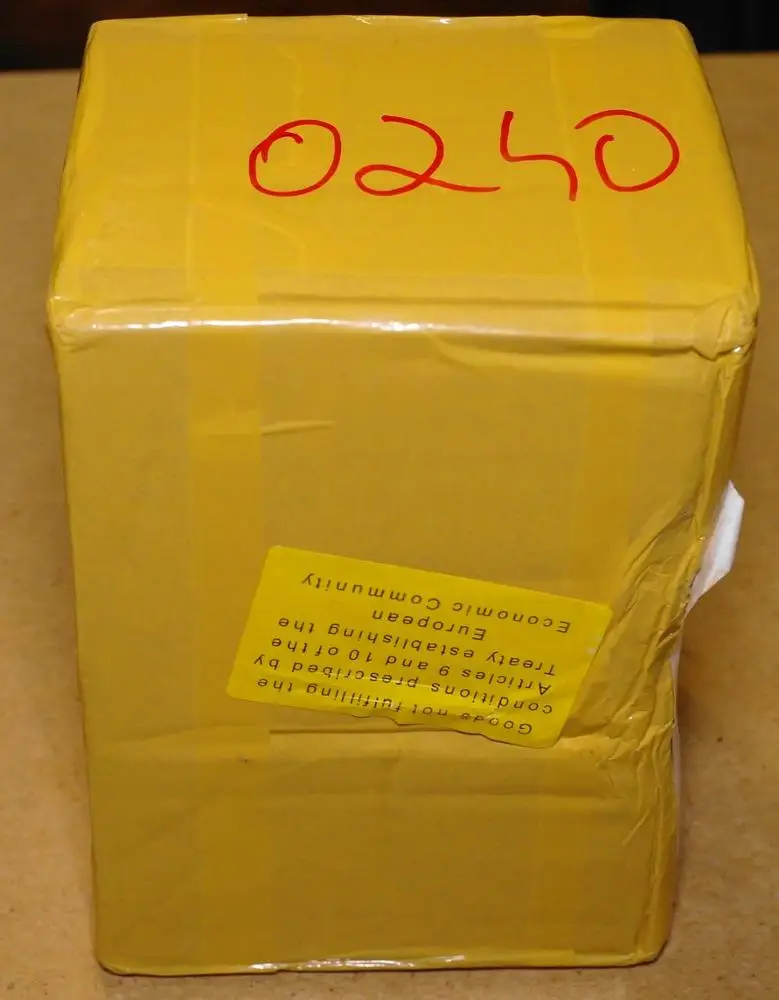 0240
Goods not fulfilling the
conditions prescribed by
Articles 9 and 10 of the
Treaty establishing the
European
Economic Community